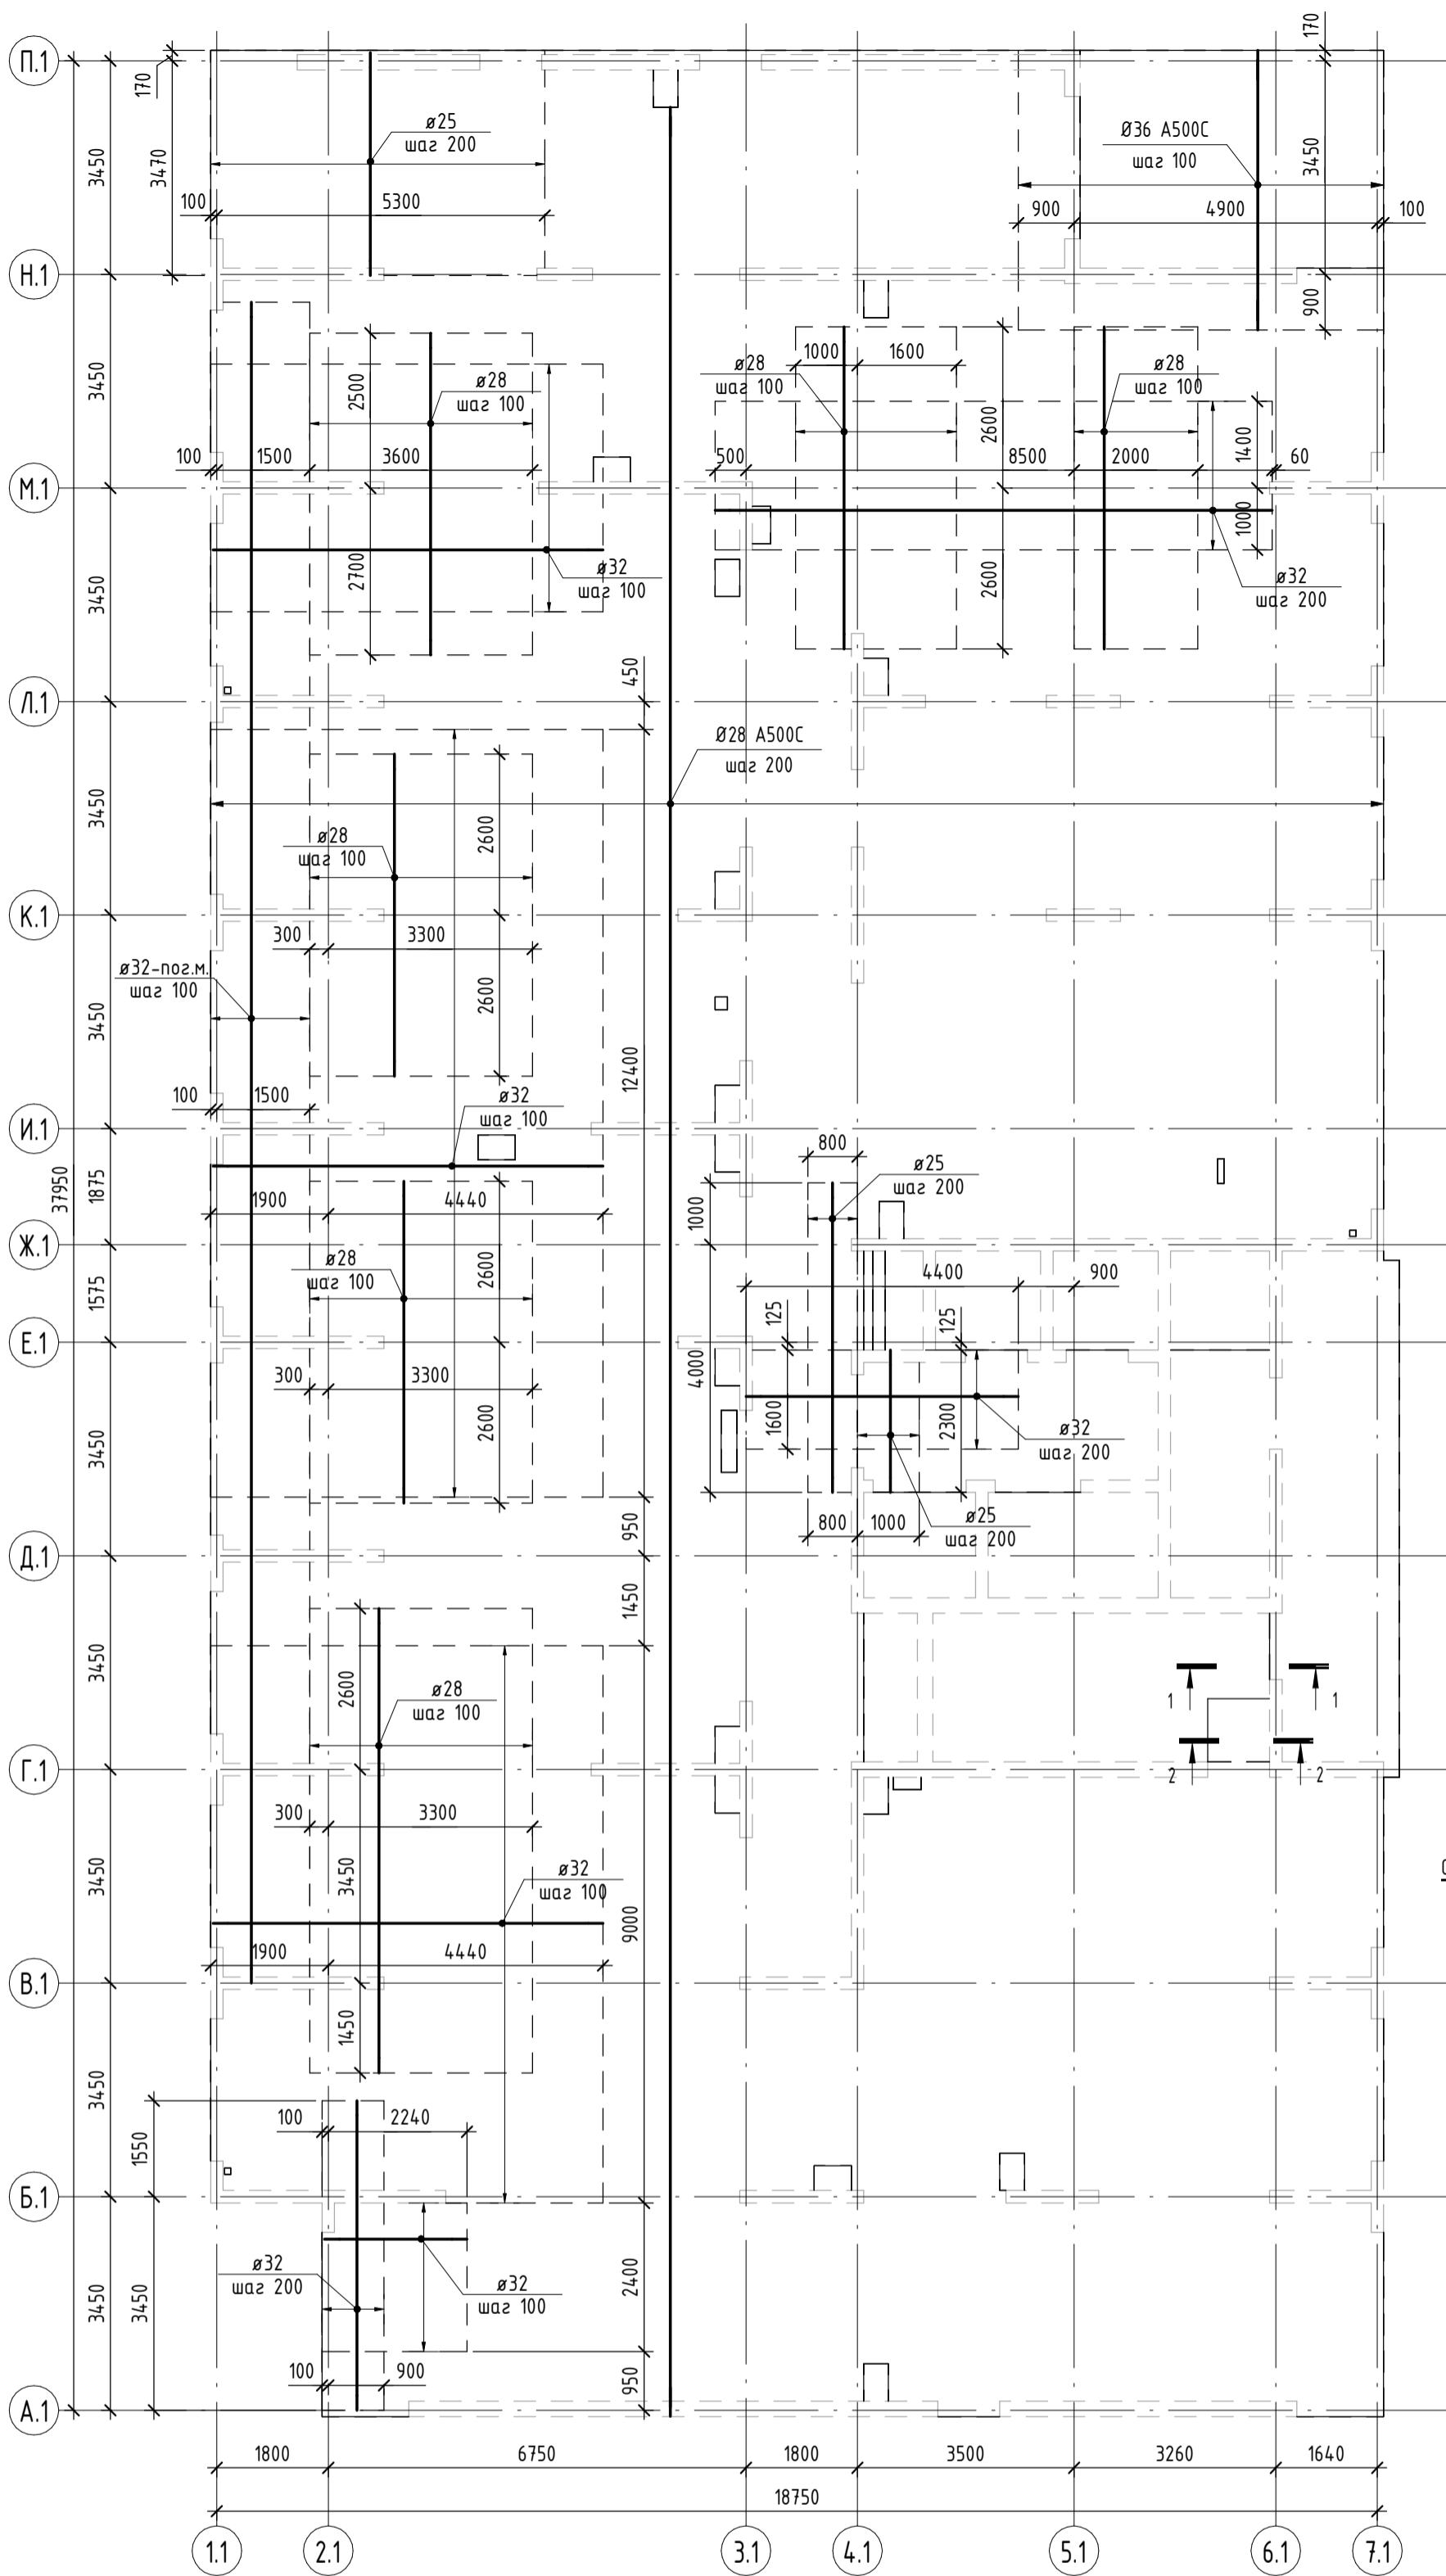 170
П.1
170
3450
3470
ø25
шаг 200
Ø36 А500С
шаг 100
3450
100
5300
900
4900
100
Н.1
900
3450
2500
ø28
шаг 100
1000
1600
ø28
шаг 100
ø28
шаг 100
2600
1400
100
1500
3600
500
8500
2000
60
М.1
1000
2700
ø32
шаг 100
2600
ø32
шаг 200
3450
450
Л.1
Ø28 А500С
шаг 200
3450
2600
ø28
шаг 100
К.1
300
3300
ø32-пог.м.
шаг 100
3450
2600
12400
100
1500
ø32
шаг 100
И.1
800
ø25
шаг 200
37950
1875
1900
4440
1000
Ж.1
ø28
шаг 100
2600
4400
900
1575
125
125
Е.1
300
3300
4000
1600
2300
ø32
шаг 200
3450
2600
950
800
1000
ø25
шаг 200
Д.1
1450
3450
2600
ø28
шаг 100
1
1
2
2
Г.1
300
3300
3450
3450
ø32
шаг 100
9000
1900
4440
В.1
1450
3450
100
2240
1550
Б.1
ø32
шаг 200
ø32
шаг 100
2400
3450
3450
100
900
950
А.1
1800
6750
1800
3500
3260
1640
18750
1.1
2.1
3.1
4.1
5.1
6.1
7.1